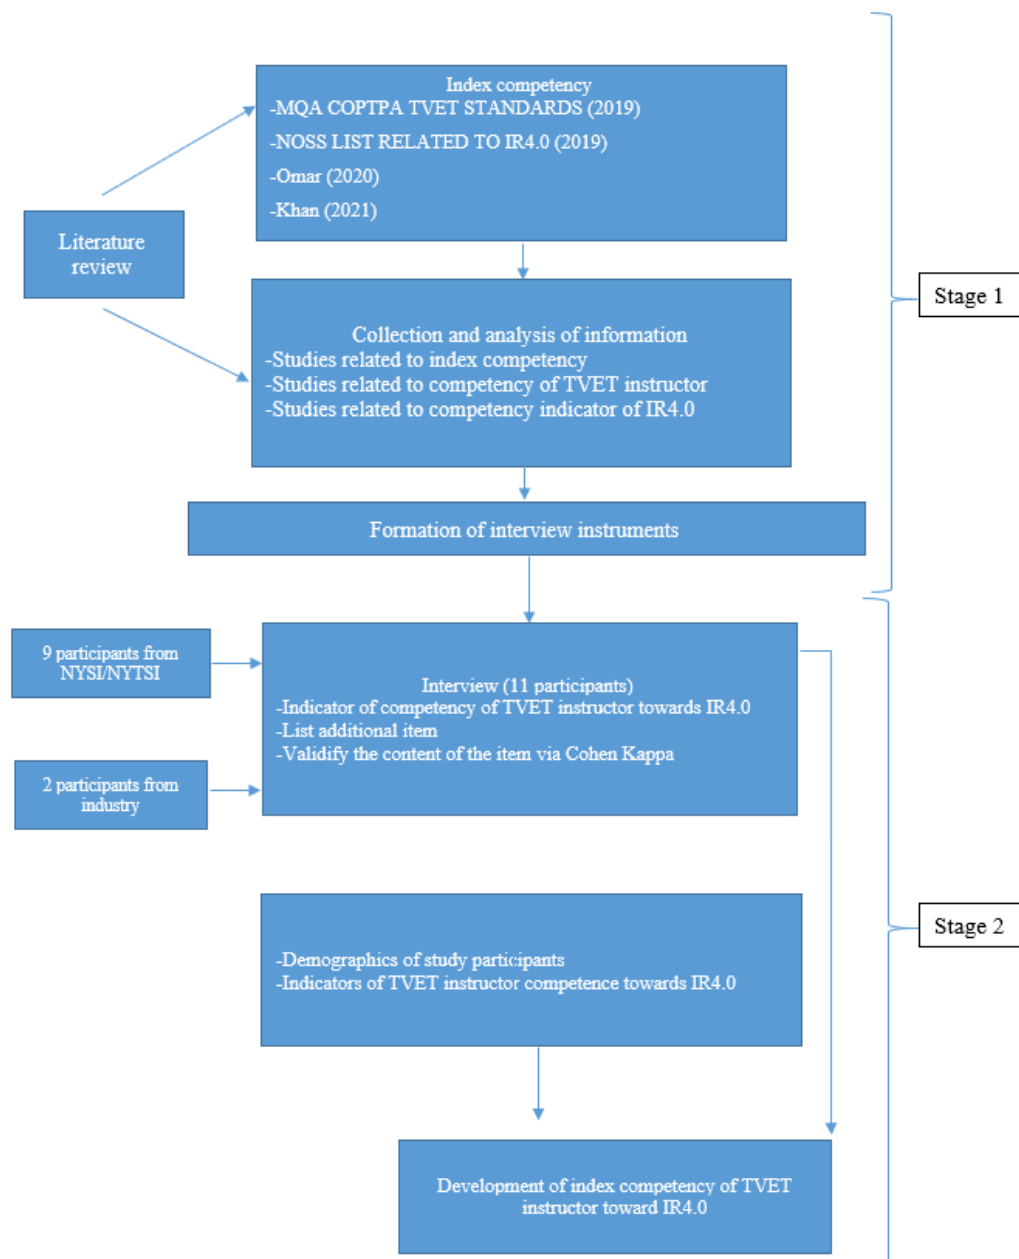 Index competency
-MQA COPTPA TVET STANDARDS (2019)
-NOSS LIST RELATED TO IR4.0 (2019)
-Omar (2020)
-Khan (2021)
Literature
review
Stage 1
Collection and analysis of information
-Studies related to index competency
-Studies related to competency of TVET instructor
-Studies related to competency indicator of IR4.0
Formation of interview instruments
9 participants from
NYSI/NYTSI
Interview (11 participants)
-Indicator of competency of TVET instructor towards IR4.0
-List additional item
-Validify the content of the item via Cohen Kappa
2 participants from
industry
Stage 2
-Demographics of study participants
-Indicators of TVET instructor competence towards IR4.0
Development of index competency of TVET
instructor toward IR4.0